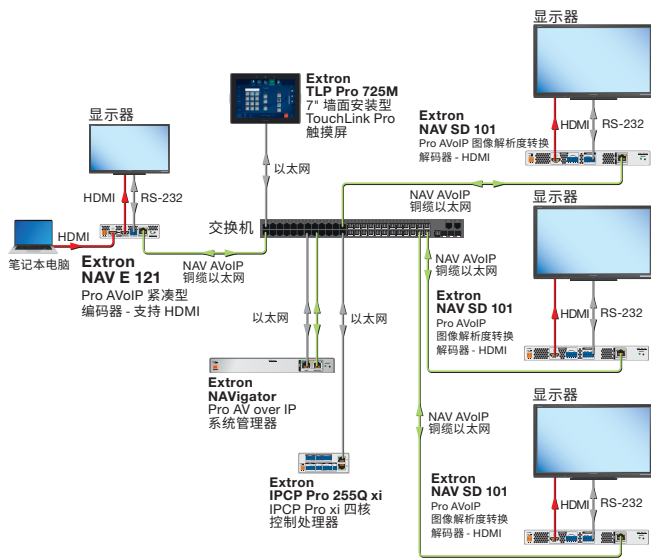 显示器
Extron
TLP Pro 725M
7" 墙面安装型
TouchLink Pro
触摸屏
显示器
Extron
NAV SD 101
Pro AVoIP 图像解析度转换
解码器 - HDMI
HDMI
RS-232
以太网
HDMI
RS-232
NAV AVoIP
铜缆以太网
显示器
HDMI
笔记本电脑
交换机
Extron
NAV E 121
Pro AVoIP 紧凑型
编码器 - 支持 HDMI
NAV AVoIP
铜缆以太网
NAV AVoIP
铜缆以太网
Extron
NAV SD 101
Pro AVoIP
图像解析度转换
解码器 - HDMI
HDMI
RS-232
以太网
以太网
Extron
NAVigator
Pro AV over IP
系统管理器
显示器
NAV AVoIP
铜缆以太网
Extron
IPCP Pro 255Q xi
IPCP Pro xi 四核
控制处理器
Extron
NAV SD 101
Pro AVoIP
图像解析度转换
解码器 - HDMI
HDMI
RS-232